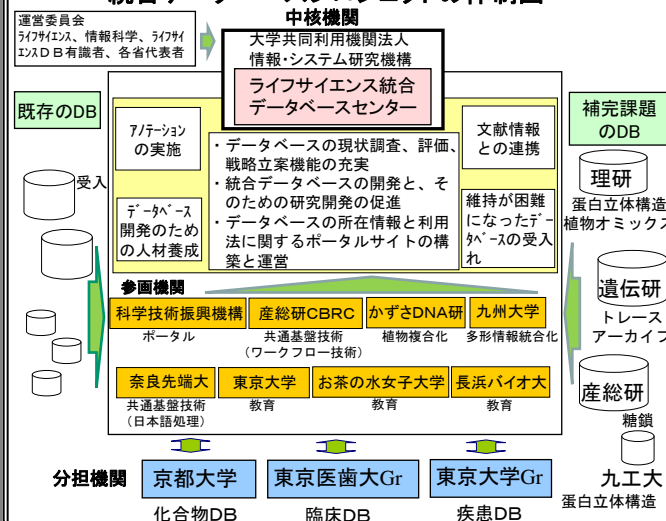 中核機関
運営委員会
ﾗｲﾌｻｲｴﾝｽ、情報科学、ﾗｲﾌｻｲ
ｴﾝｽＤＢ有識者、各省代表者
大学共同利用機関法人
情報・システム研究機構
ライフサイエンス統合
データベースセンター
既存のDB
受入
ｱﾉﾃｰｼｮﾝ
の実施
ﾃﾞｰﾀﾍﾞｰｽ
開発のため
の人材養成
・データベースの現状調査、評価、
戦略立案機能の充実
・統合データベースの開発と、そ
のための研究開発の促進
・データベースの所在情報と利用
法に関するポータルサイトの構
築と運営
文献情報
との連携
維持が困難
になったデー
ﾀﾍﾞｰｽの受入
れ
補完課題
のDB
理研
蛋白立体構造
植物オミックス
遺伝研
トレース
アーカイブ
産総研
糖鎖
九工大
蛋白立体構造
参画機関
科学技術振興機構
ポータル
産総研CBRC
共通基盤技術
（ワークフロー技術）
かずさDNA研
植物複合化
九州大学
多形情報統合化
奈良先端大
共通基盤技術
（日本語処理）
東京大学
教育
お茶の水女子大学
教育
長浜バイオ大
教育
分担機関
京都大学
化合物DB
東京医歯大Gr
臨床DB
東京大学Gr
疾患DB